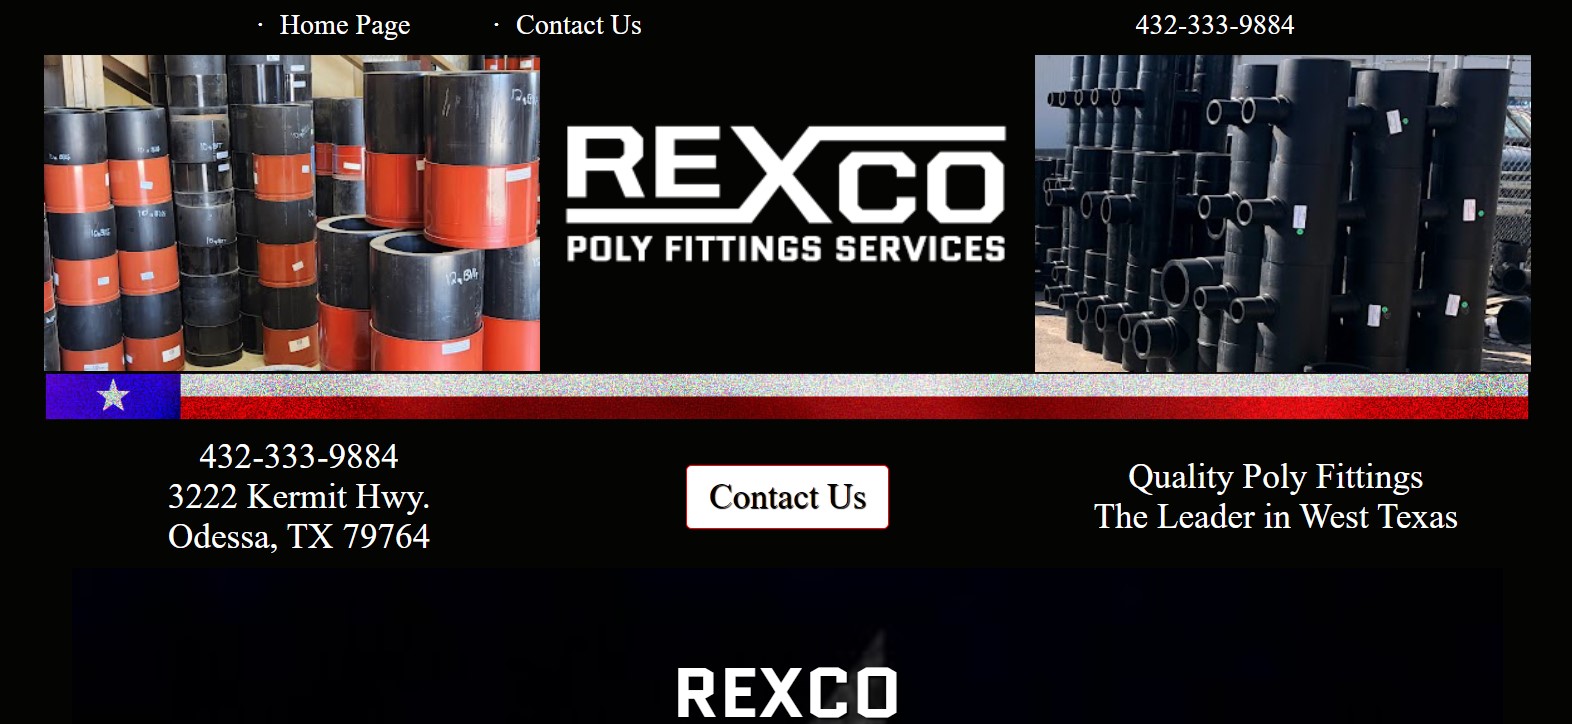 · Home Page
· Contact Us
432-333-9884
REXCO
POLY FITTINGS SERVICES
432-333-9884
3222 Kermit Hwy.
Odessa, TX 79764
Contact Us
Quality Poly Fittings
The Leader in West Texas
REXCO